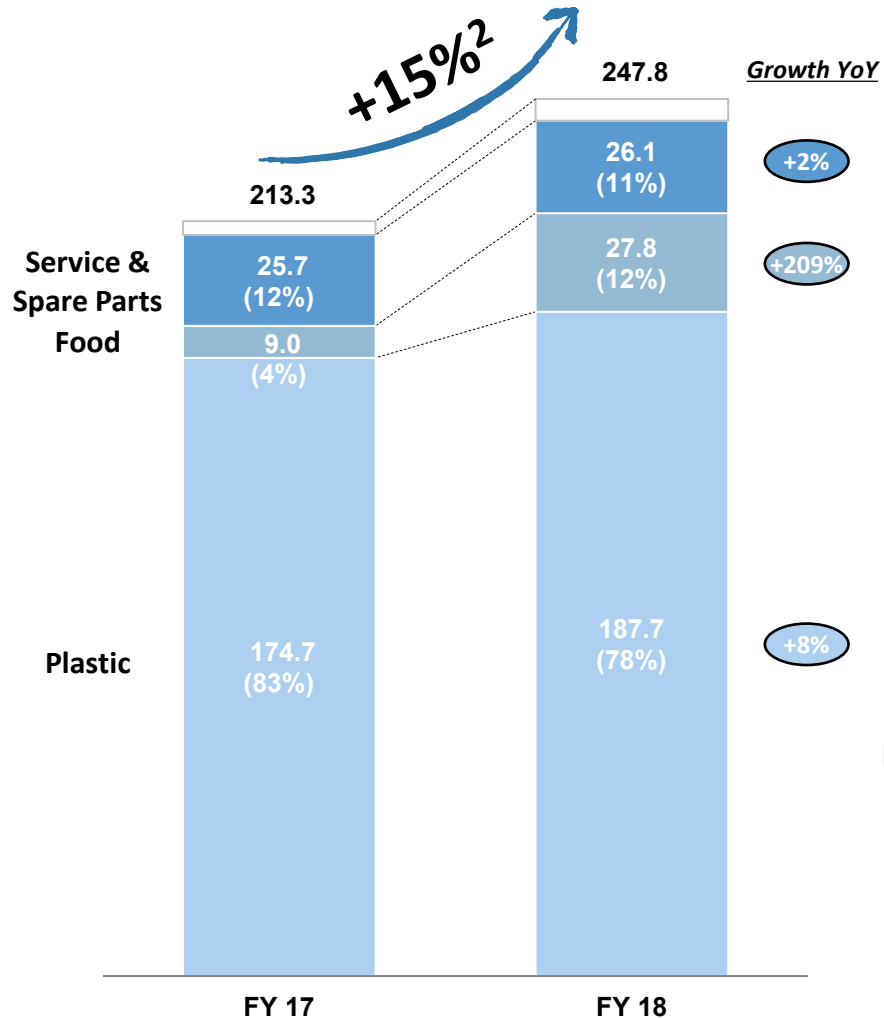 +15%2
247.8
Growth YoY
213.3
26.1
(11%)
+2%
27.8
(12%)
+209%
Service &
Spare Parts
Food
25.7
(12%)
9.0
(4%)
Plastic
174.7
(83%)
187.7
(78%)
+8%
FY 17
FY 18